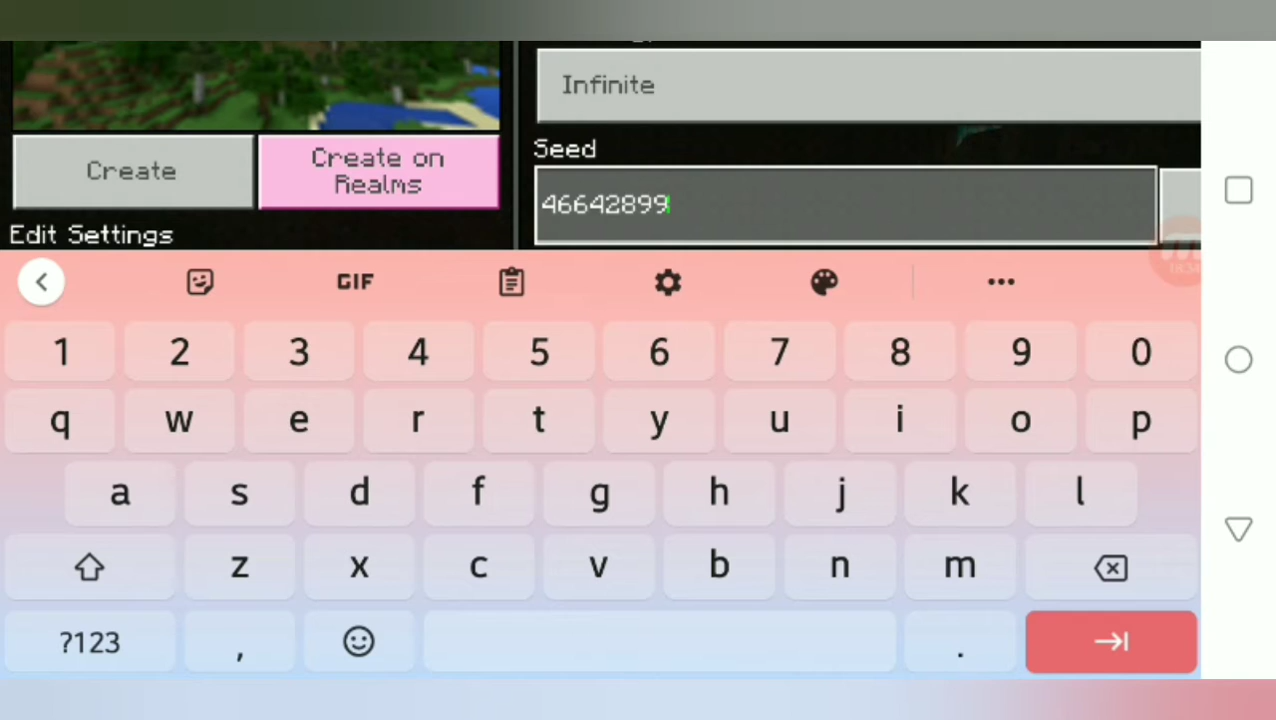 Infinite
Seed
46642899
Create
Create on
Realms
Edit Settings
GIF
1 2 3 4 5 6 7 8 9 0
q w e r t y u i o p
a s d f g h j k l
z x c v b n m
?123 , .